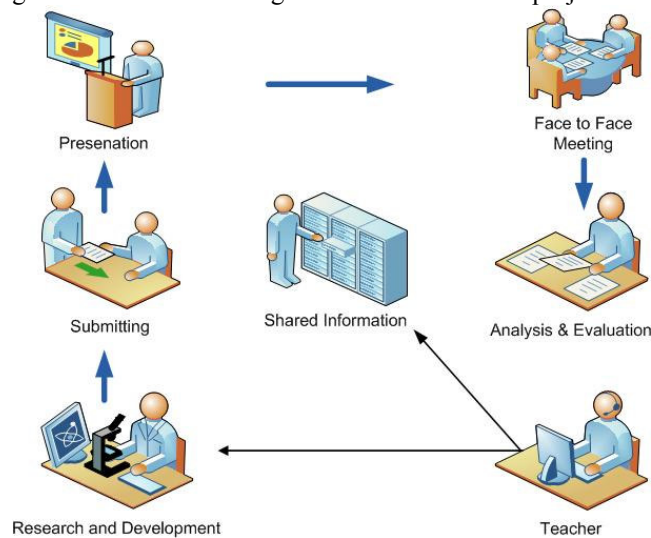 Presenation
Face to Face
Meeting
Submitting
Shared Information
Analysis & Evaluation
Research and Development
Teacher